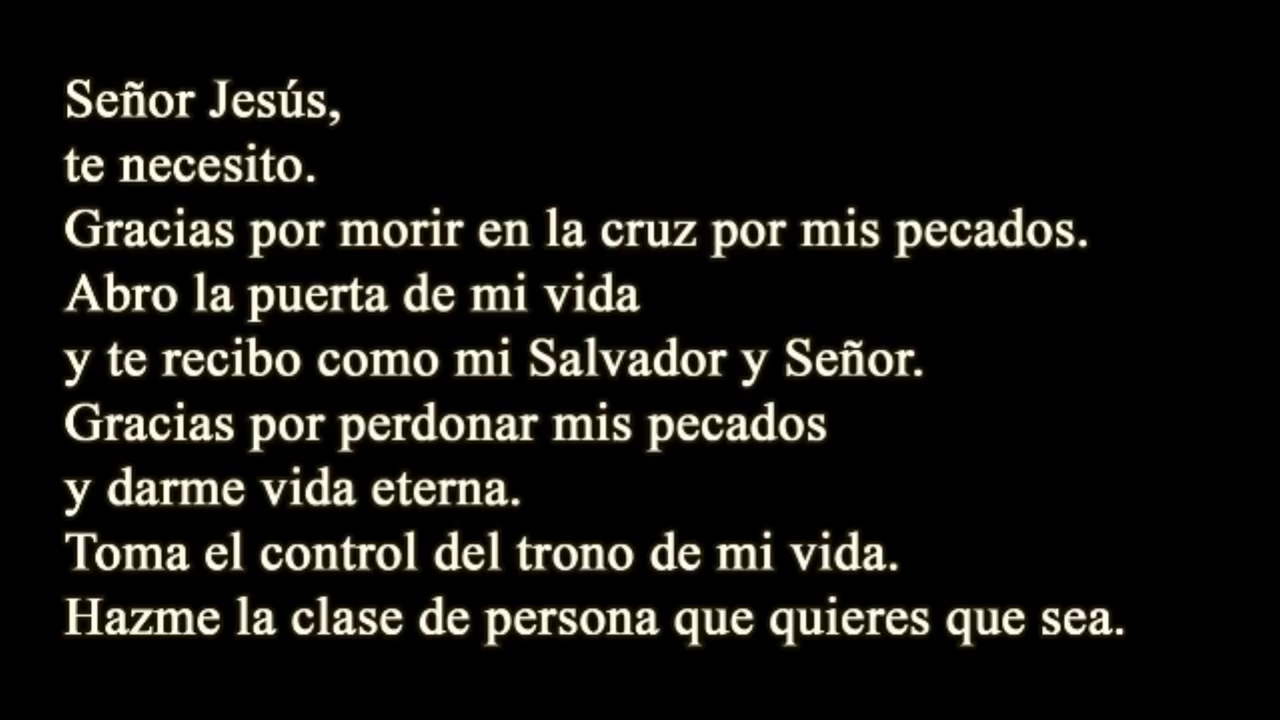 Señor Jesús,
te necesito.
Gracias por morir en la cruz por mis pecados.
Abro la puerta de mi vida
y te recibo como mi Salvador y Señor.
Gracias por perdonar mis pecados
y darme vida eterna.
Toma el control del trono de mi vida.
Hazme la clase de persona que quieres que sea.